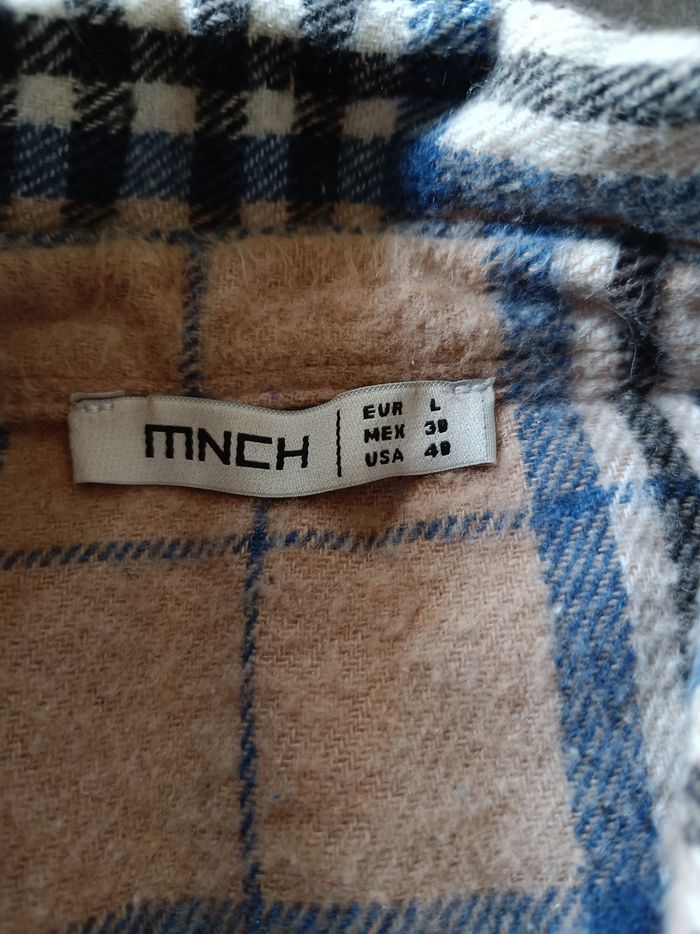 MNCH
EUR L
MEX 38
USA 40